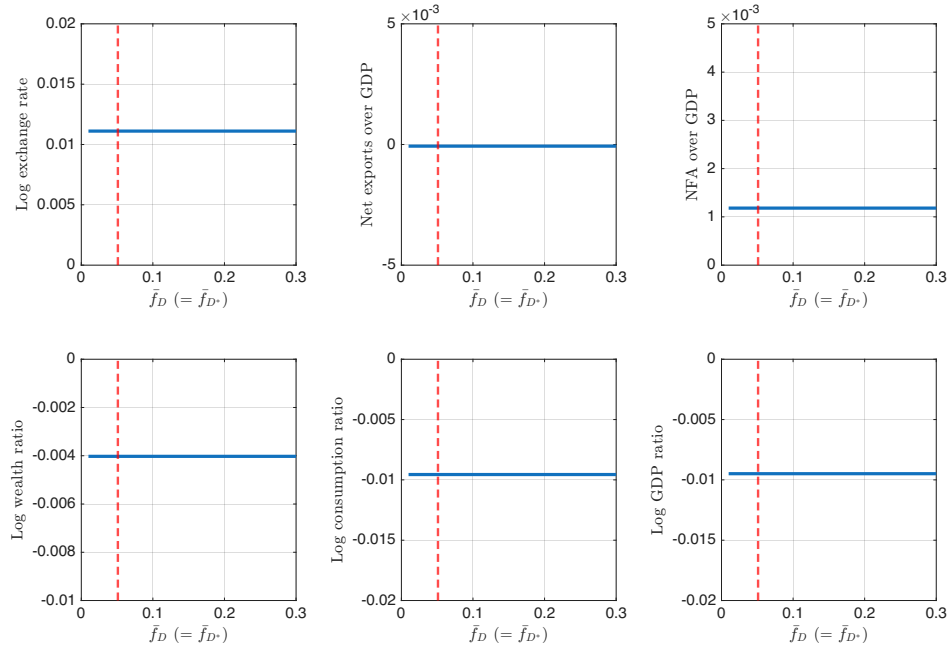 0.02
0.015
0.01
0.005
0
0 0.1 0.2 0.3
Log exchange rate
f̄_D (= f̄_D*)
×10⁻³
5
0
-5
0 0.1 0.2 0.3
Net exports over GDP
f̄_D (= f̄_D*)
×10⁻³
5
4
3
2
1
0
0 0.1 0.2 0.3
NFA over GDP
f̄_D (= f̄_D*)
0
-0.002
-0.004
-0.006
-0.008
-0.01
0 0.1 0.2 0.3
Log wealth ratio
f̄_D (= f̄_D*)
0
-0.005
-0.01
-0.015
-0.02
0 0.1 0.2 0.3
Log consumption ratio
f̄_D (= f̄_D*)
0
-0.005
-0.01
-0.015
-0.02
0 0.1 0.2 0.3
Log GDP ratio
f̄_D (= f̄_D*)